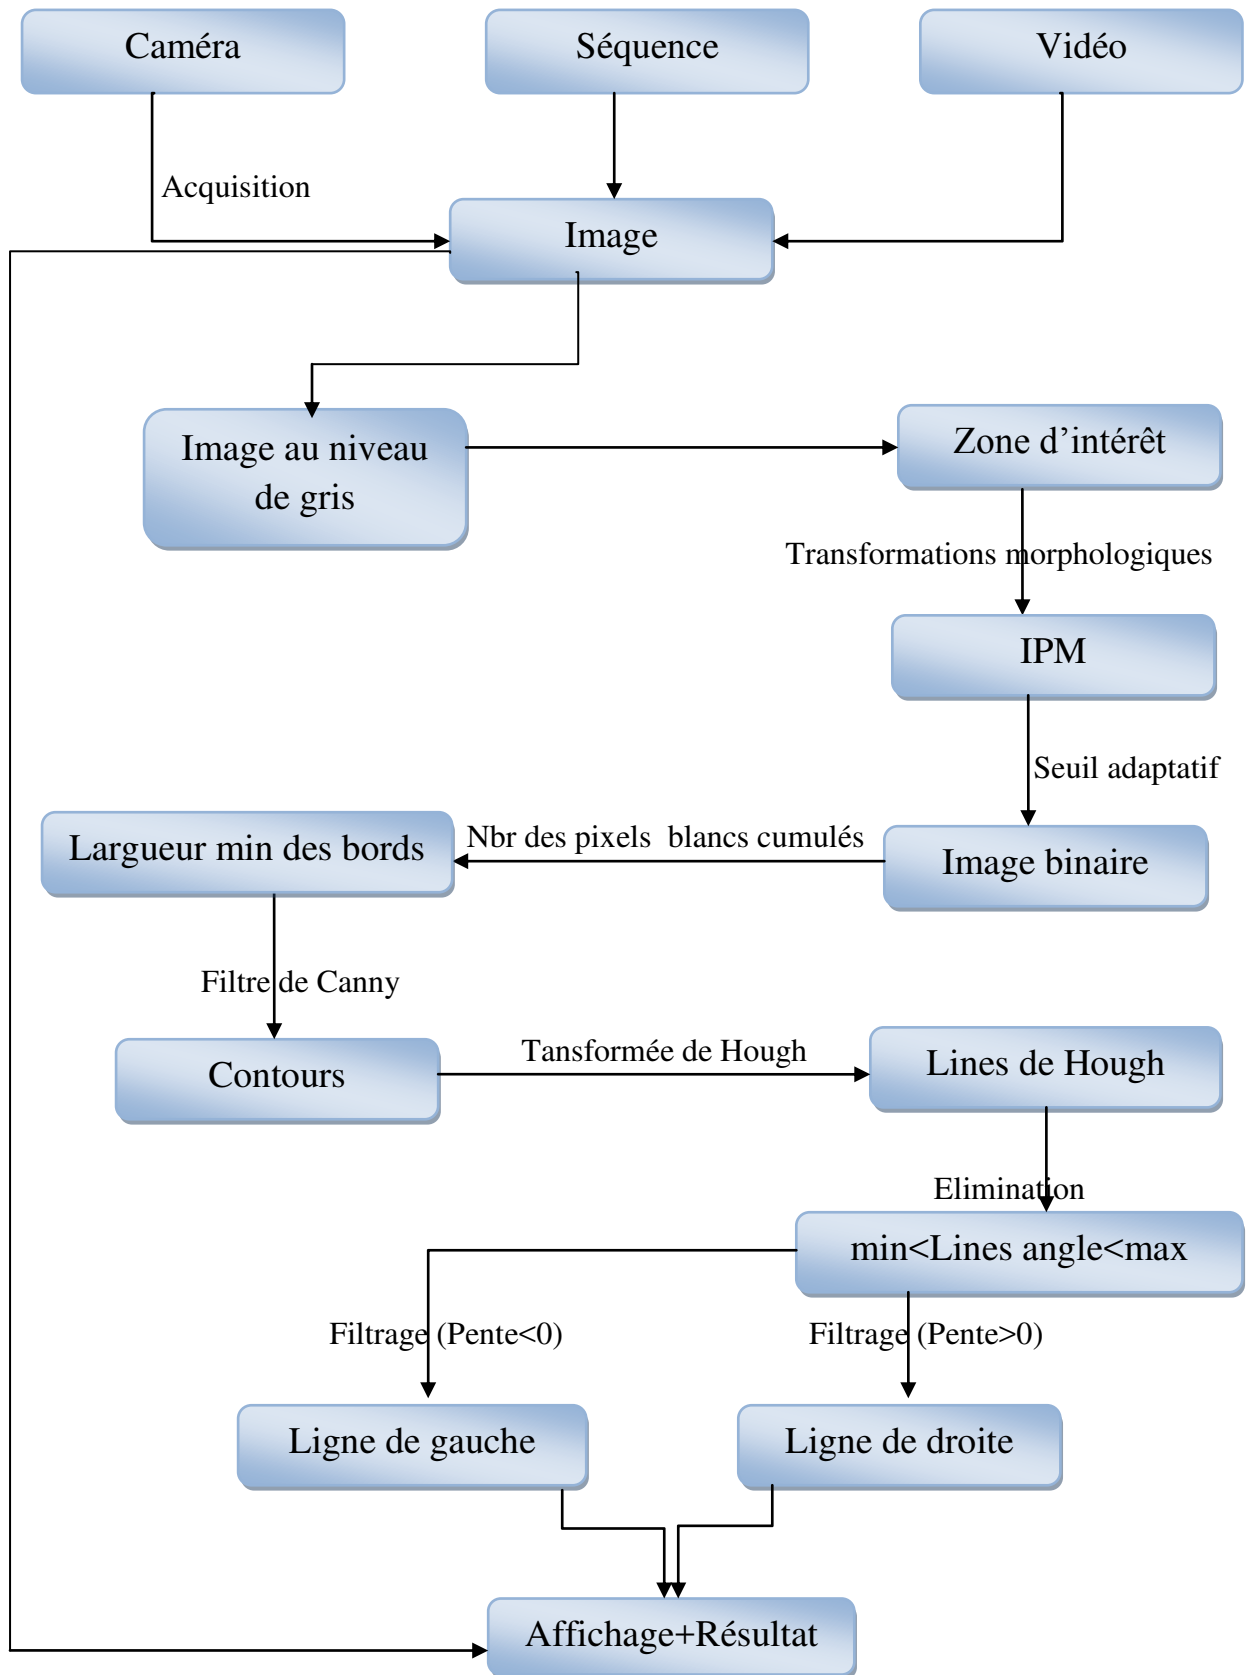 Caméra
Séquence
Vidéo
Acquisition
Image
Image au niveau
de gris
Zone d’intérêt
Transformations morphologiques
IPM
Seuil adaptatif
Largueur min des bords
Nbr des pixels  blancs cumulés
Image binaire
Filtre de Canny
Contours
Tansformée de Hough
Lines de Hough
Elimination
min<Lines angle<max
Filtrage (Pente<0)
Filtrage (Pente>0)
Ligne de gauche
Ligne de droite
Affichage+Résultat